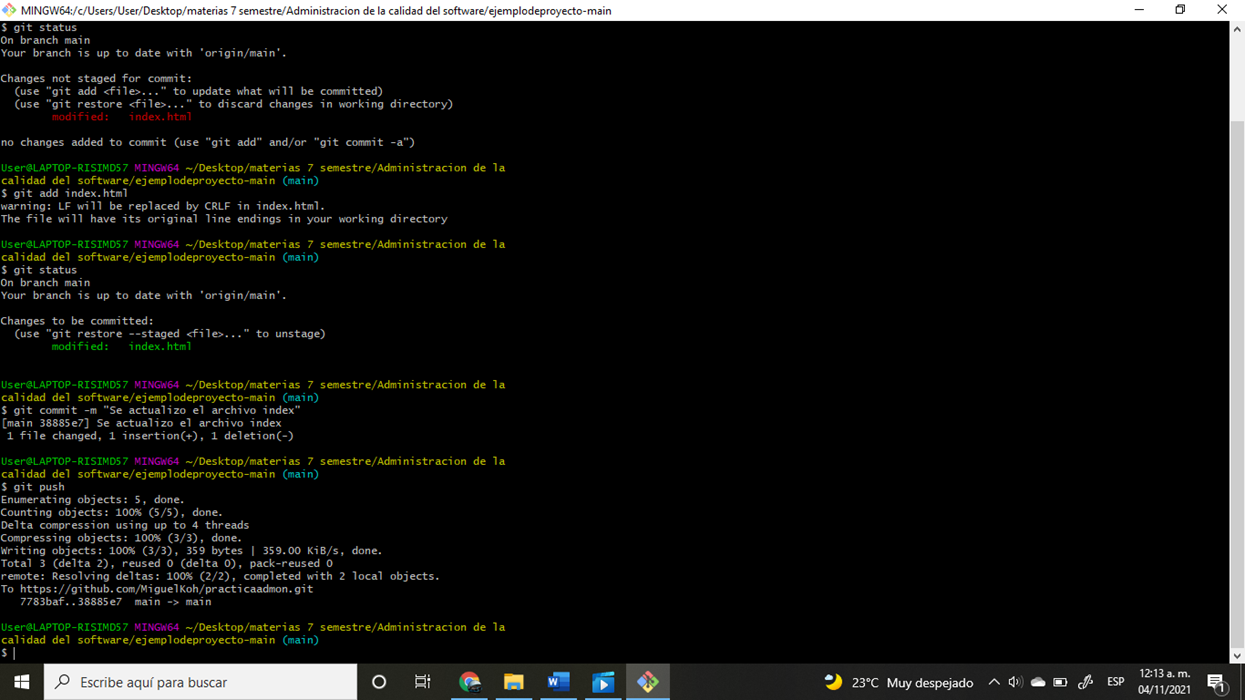 MINGW64:/c/Users/User/Desktop/materias 7 semestre/Administracion de la calidad del software/ejemplodeproyecto-main
$ git status
On branch main
Your branch is up to date with 'origin/main'.
Changes not staged for commit:
(use "git add <file>..." to update what will be committed)
(use "git restore <file>..." to discard changes in working directory)
modified: index.html
no changes added to commit (use "git add" and/or "git commit -a")
User@LAPTOP-RISIMD57 MINGW64 ~/Desktop/materias 7 semestre/Administracion de la
calidad del software/ejemplodeproyecto-main (main)
$ git add index.html
warning: LF will be replaced by CRLF in index.html.
The file will have its original line endings in your working directory
User@LAPTOP-RISIMD57 MINGW64 ~/Desktop/materias 7 semestre/Administracion de la
calidad del software/ejemplodeproyecto-main (main)
$ git status
On branch main
Your branch is up to date with 'origin/main'.
Changes to be committed:
(use "git restore --staged <file>..." to unstage)
modified: index.html
User@LAPTOP-RISIMD57 MINGW64 ~/Desktop/materias 7 semestre/Administracion de la
calidad del software/ejemplodeproyecto-main (main)
$ git commit -m "Se actualizo el archivo index"
[main 38885e7] Se actualizo el archivo index
1 file changed, 1 insertion(+), 1 deletion(-)
User@LAPTOP-RISIMD57 MINGW64 ~/Desktop/materias 7 semestre/Administracion de la
calidad del software/ejemplodeproyecto-main (main)
$ git push
Enumerating objects: 5, done.
Counting objects: 100% (5/5), done.
Delta compression using up to 4 threads
Compressing objects: 100% (3/3), done.
Writing objects: 100% (3/3), 359 bytes | 359.00 KiB/s, done.
Total 3 (delta 2), reused 0 (delta 0), pack-reused 0
remote: Resolving deltas: 100% (2/2), completed with 2 local objects.
To https://github.com/MiguelKoh/practicaadmon.git
7783baf..38885e7 main -> main
User@LAPTOP-RISIMD57 MINGW64 ~/Desktop/materias 7 semestre/Administracion de la
calidad del software/ejemplodeproyecto-main (main)
$
Escribe aquí para buscar
23°C Muy despejado
ESP
12:13 a. m.
04/11/2021
1